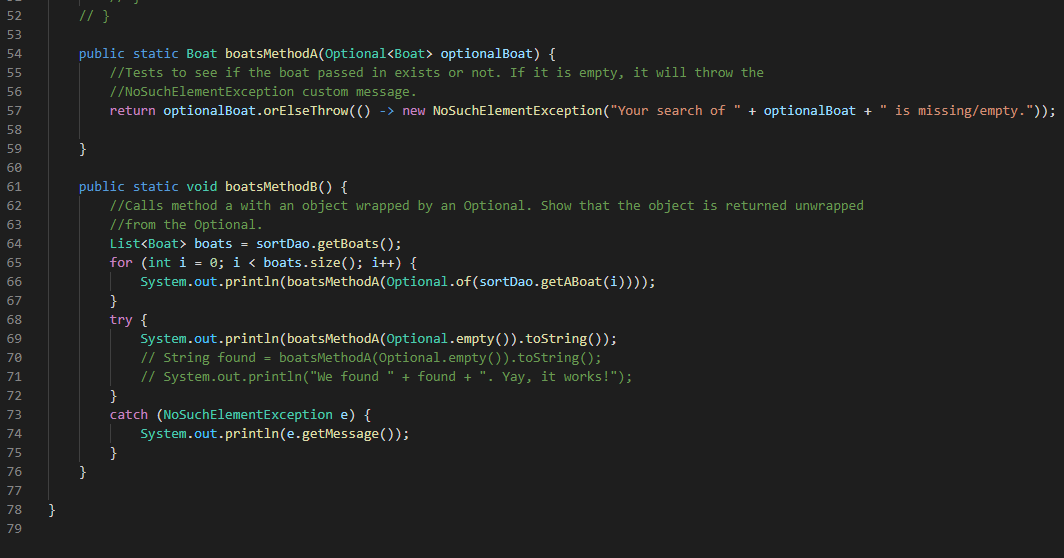 52 // }
53
54 public static Boat boatsMethodA(Optional<Boat> optionalBoat) {
55 //Tests to see if the boat passed in exists or not. If it is empty, it will throw the
56 //NoSuchElementException custom message.
57 return optionalBoat.orElseThrow(() -> new NoSuchElementException("Your search of " + optionalBoat + " is missing/empty."));
58
59 }
60
61 public static void boatsMethodB() {
62 //Calls method a with an object wrapped by an Optional. Show that the object is returned unwrapped
63 //from the Optional.
64 List<Boat> boats = sortDao.getBoats();
65 for (int i = 0; i < boats.size(); i++) {
66 System.out.println(boatsMethodA(Optional.of(sortDao.getABoat(i))));
67 }
68 try {
69 System.out.println(boatsMethodA(Optional.empty()).toString());
70 // String found = boatsMethodA(Optional.empty()).toString();
71 // System.out.println("We found " + found + ". Yay, it works!");
72 }
73 catch (NoSuchElementException e) {
74 System.out.println(e.getMessage());
75 }
76 }
77
78 }
79